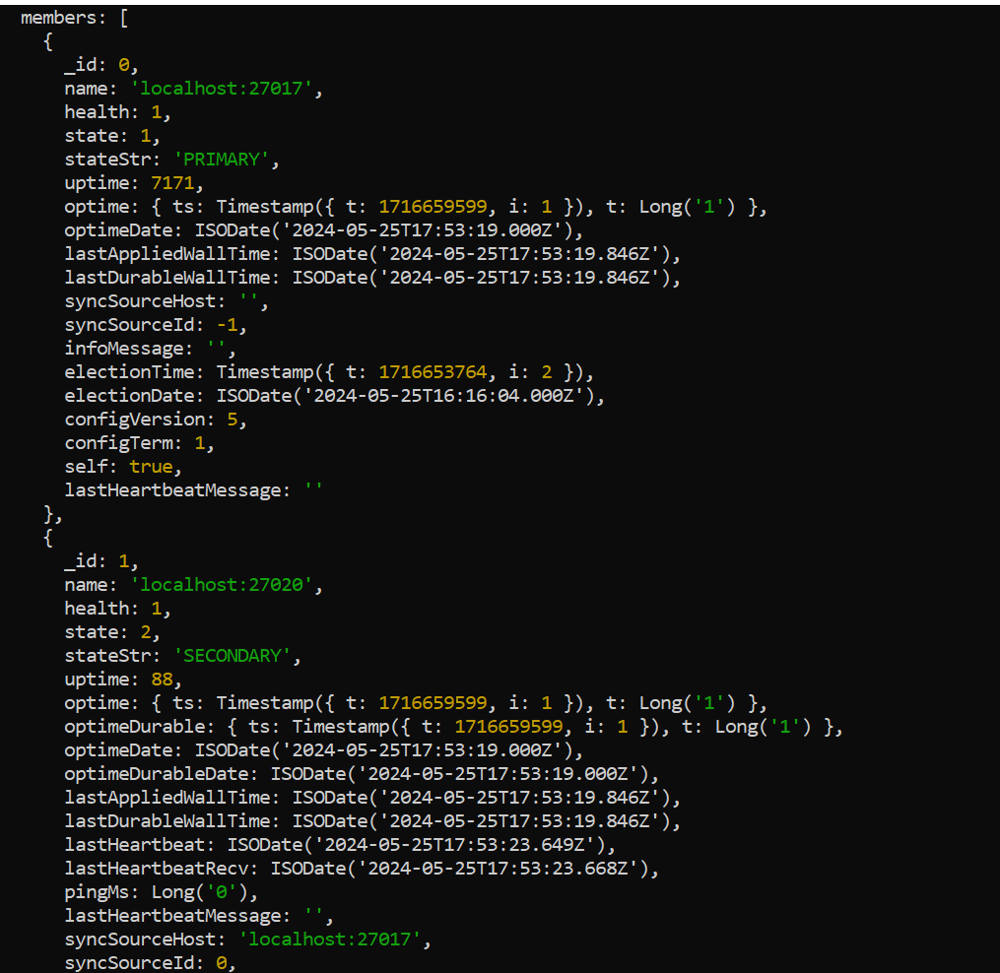 members: [
{
_id: 0,
name: 'localhost:27017',
health: 1,
state: 1,
stateStr: 'PRIMARY',
uptime: 7171,
optime: { ts: Timestamp({ t: 1716659599, i: 1 }), t: Long('1') },
optimeDate: ISODate('2024-05-25T17:53:19.000Z'),
lastAppliedWallTime: ISODate('2024-05-25T17:53:19.846Z'),
lastDurableWallTime: ISODate('2024-05-25T17:53:19.846Z'),
syncSourceHost: '',
syncSourceId: -1,
infoMessage: '',
electionTime: Timestamp({ t: 1716653764, i: 2 }),
electionDate: ISODate('2024-05-25T16:16:04.000Z'),
configVersion: 5,
configTerm: 1,
self: true,
lastHeartbeatMessage: ''
},
{
_id: 1,
name: 'localhost:27020',
health: 1,
state: 2,
stateStr: 'SECONDARY',
uptime: 88,
optime: { ts: Timestamp({ t: 1716659599, i: 1 }), t: Long('1') },
optimeDurable: { ts: Timestamp({ t: 1716659599, i: 1 }), t: Long('1') },
optimeDate: ISODate('2024-05-25T17:53:19.000Z'),
optimeDurableDate: ISODate('2024-05-25T17:53:19.000Z'),
lastAppliedWallTime: ISODate('2024-05-25T17:53:19.846Z'),
lastDurableWallTime: ISODate('2024-05-25T17:53:19.846Z'),
lastHeartbeat: ISODate('2024-05-25T17:53:23.649Z'),
lastHeartbeatRecv: ISODate('2024-05-25T17:53:23.668Z'),
pingMs: Long('0'),
lastHeartbeatMessage: '',
syncSourceHost: 'localhost:27017',
syncSourceId: 0,